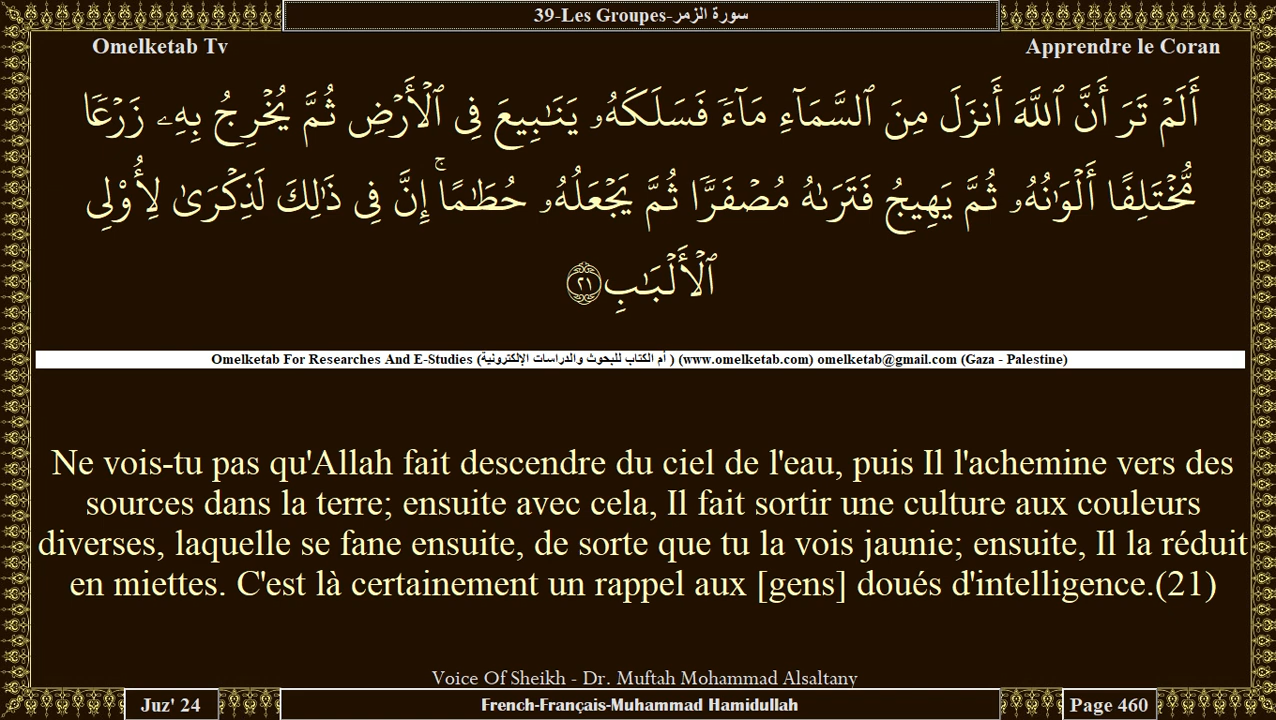 39-Les Groupes-سورة الزمر
Omelketab Tv
Apprendre le Coran
أَلَمْ تَرَ أَنَّ ٱللَّهَ أَنزَلَ مِنَ ٱلسَّمَآءِ مَآءً فَسَلَكَهُۥ يَنَٰبِيعَ فِى ٱلْأَرْضِ ثُمَّ يُخْرِجُ بِهِۦ زَرْعًا
مُّخْتَلِفًا أَلْوَٰنُهُۥ ثُمَّ يَهِيجُ فَتَرَىٰهُ مُصْفَرًّا ثُمَّ يَجْعَلُهُۥ حُطَٰمًا ۚ إِنَّ فِى ذَٰلِكَ لَذِكْرَىٰ لِأُو۟لِى
ٱلْأَلْبَٰبِ ٢١
Omelketab For Researches And E-Studies (أم الكتاب للبحوث والدراسات الإلكترونية ) (www.omelketab.com) omelketab@gmail.com (Gaza - Palestine)
Ne vois-tu pas qu'Allah fait descendre du ciel de l'eau, puis Il l'achemine vers des
sources dans la terre; ensuite avec cela, Il fait sortir une culture aux couleurs
diverses, laquelle se fane ensuite, de sorte que tu la vois jaunie; ensuite, Il la réduit
en miettes. C'est là certainement un rappel aux [gens] doués d'intelligence.(21)
Voice Of Sheikh - Dr. Muftah Mohammad Alsaltany
Juz' 24
French-Français-Muhammad Hamidullah
Page 460